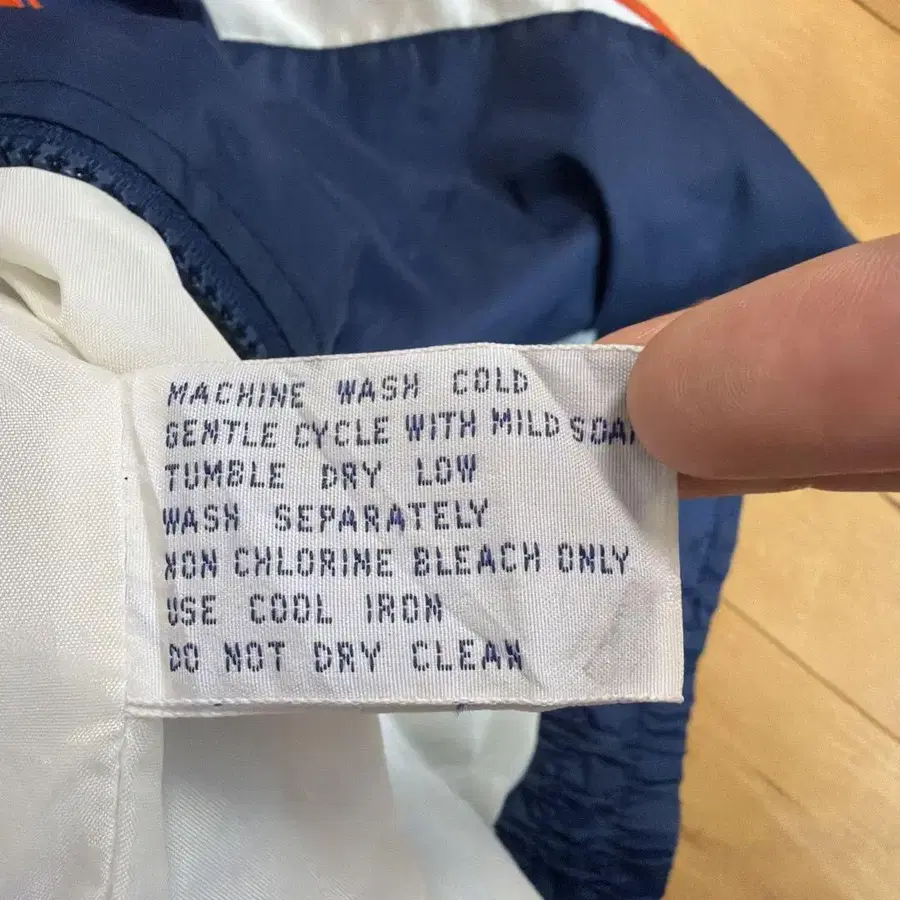 MACHINE WASH COLD
GENTLE CYCLE WITH MILD SOAP
TUMBLE DRY LOW
WASH SEPARATELY
NON CHLORINE BLEACH ONLY
USE COOL IRON
DO NOT DRY CLEAN